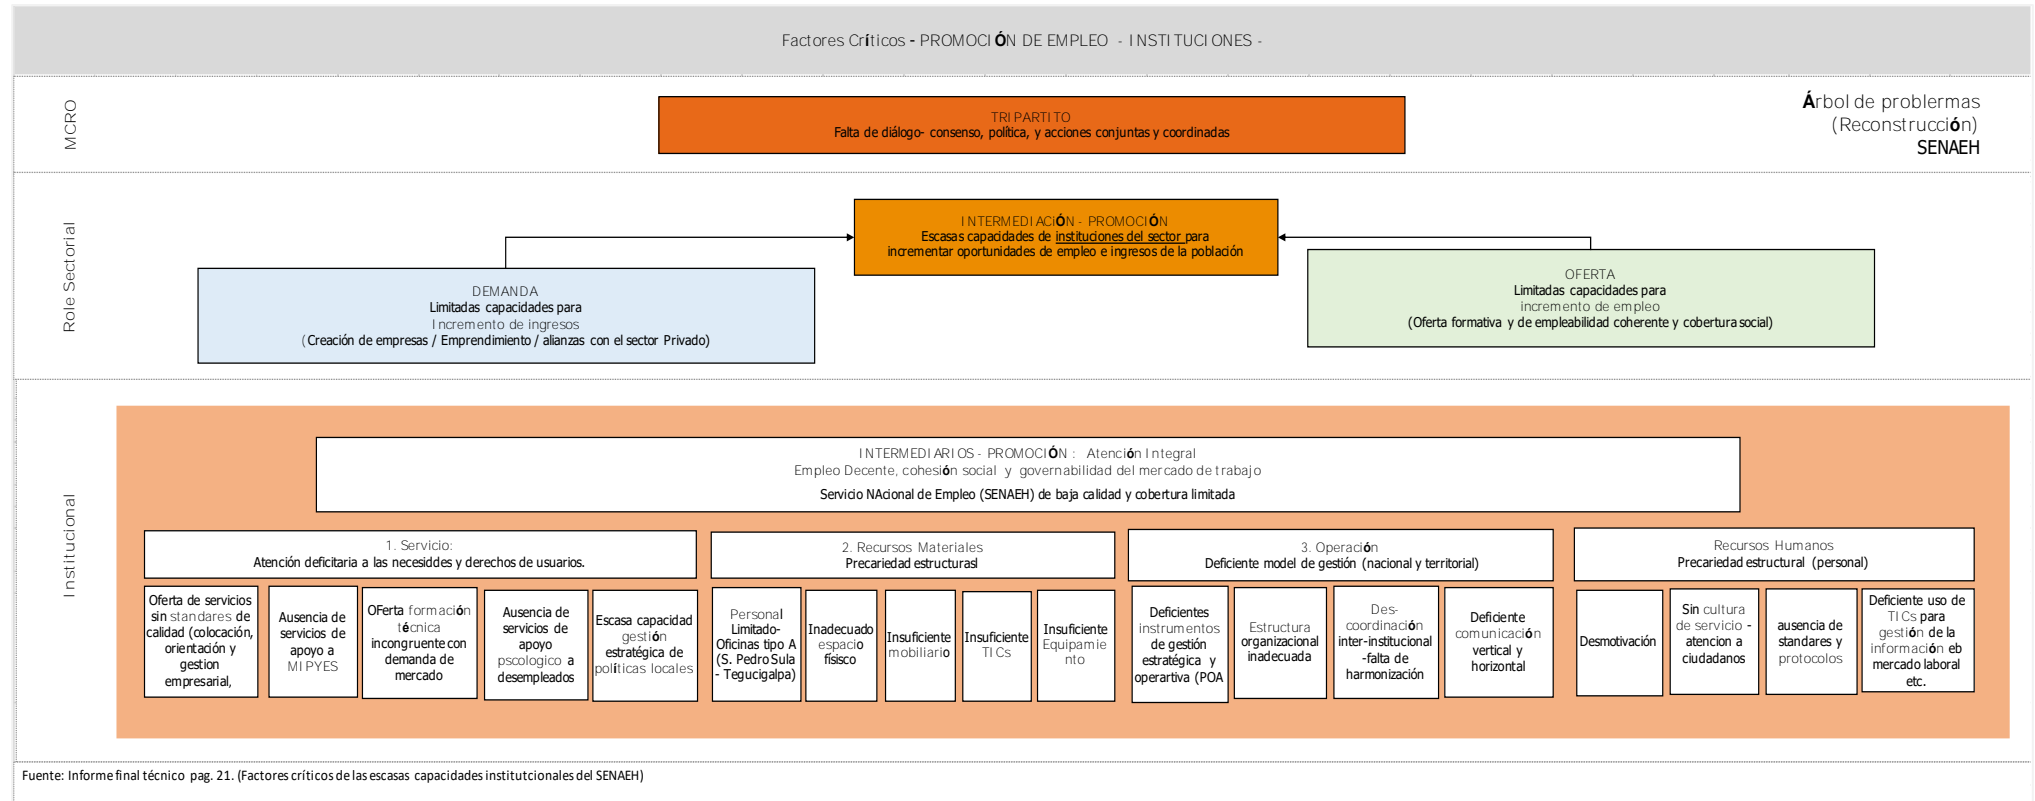 Factores Críticos - PROMOCIÓN DE EMPLEO - INSTITUCIONES -
MCRO
TRIPARTITO
Falta de diálogo- consenso, política, y acciones conjuntas y coordinadas
Árbol de problermas
(Reconstrucción)
SENAEH
Role Sectorial
INTERMEDIACiÓN - PROMOCIÓN
Escasas capacidades de instituciones del sector para
incrementar oportunidades de empleo e ingresos de la población
DEMANDA
Limitadas capacidades para
Incremento de ingresos
(Creación de empresas / Emprendimiento / alianzas con el sector Privado)
OFERTA
Limitadas capacidades para
incremento de empleo
(Oferta formativa y de empleabilidad coherente y cobertura social)
Institucional
INTERMEDIARIOS - PROMOCIÓN : Atención Integral
Empleo Decente, cohesión social y governabilidad del mercado de trabajo
Servicio NAcional de Empleo (SENAEH) de baja calidad y cobertura limitada
1. Servicio:
Atención deficitaria a las necesiddes y derechos de usuarios.
2. Recursos Materiales
Precariedad estructurasl
3. Operación
Deficiente model de gestión (nacional y territorial)
Recursos Humanos
Precariedad estructural (personal)
Oferta de servicios
sin standares de
calidad (colocación,
orientación y
gestion
empresarial,
Ausencia de
servicios de
apoyo a
MIPYES
OFerta formación
técnica
incongruente con
demanda de
mercado
Ausencia de
servicios de
apoyo
pscologico a
desempleados
Escasa capacidad
gestión
estratégica de
políticas locales
Personal
Limitado-
Oficinas tipo A
(S. Pedro Sula
- Tegucigalpa)
Inadecuado
espacio
físisco
Insuficiente
mobiliario
Insuficiente
TICs
Insuficiente
Equipamie
nto
Deficientes
instrumentos
de gestión
estratégica y
operartiva (POA
Estructura
organizacional
inadecuada
Des-
coordinación
inter-institucional
-falta de
harmonización
Deficiente
comunicación
vertical y
horizontal
Desmotivación
Sin cultura
de servicio -
atencion a
ciudadanos
ausencia de
standares y
protocolos
Deficiente uso de
TICs para
gestión de la
información eb
mercado laboral
etc.
Fuente: Informe final técnico pag. 21. (Factores críticos de las escasas capacidades institutcionales del SENAEH)